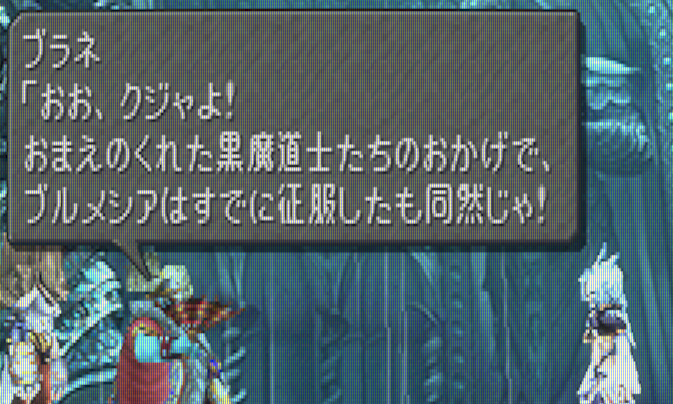 ブラネ
「おお、クジャよ!
おまえのくれた黒魔道士たちのおかげで、
ブルメシアはすでに征服したも同然じゃ!